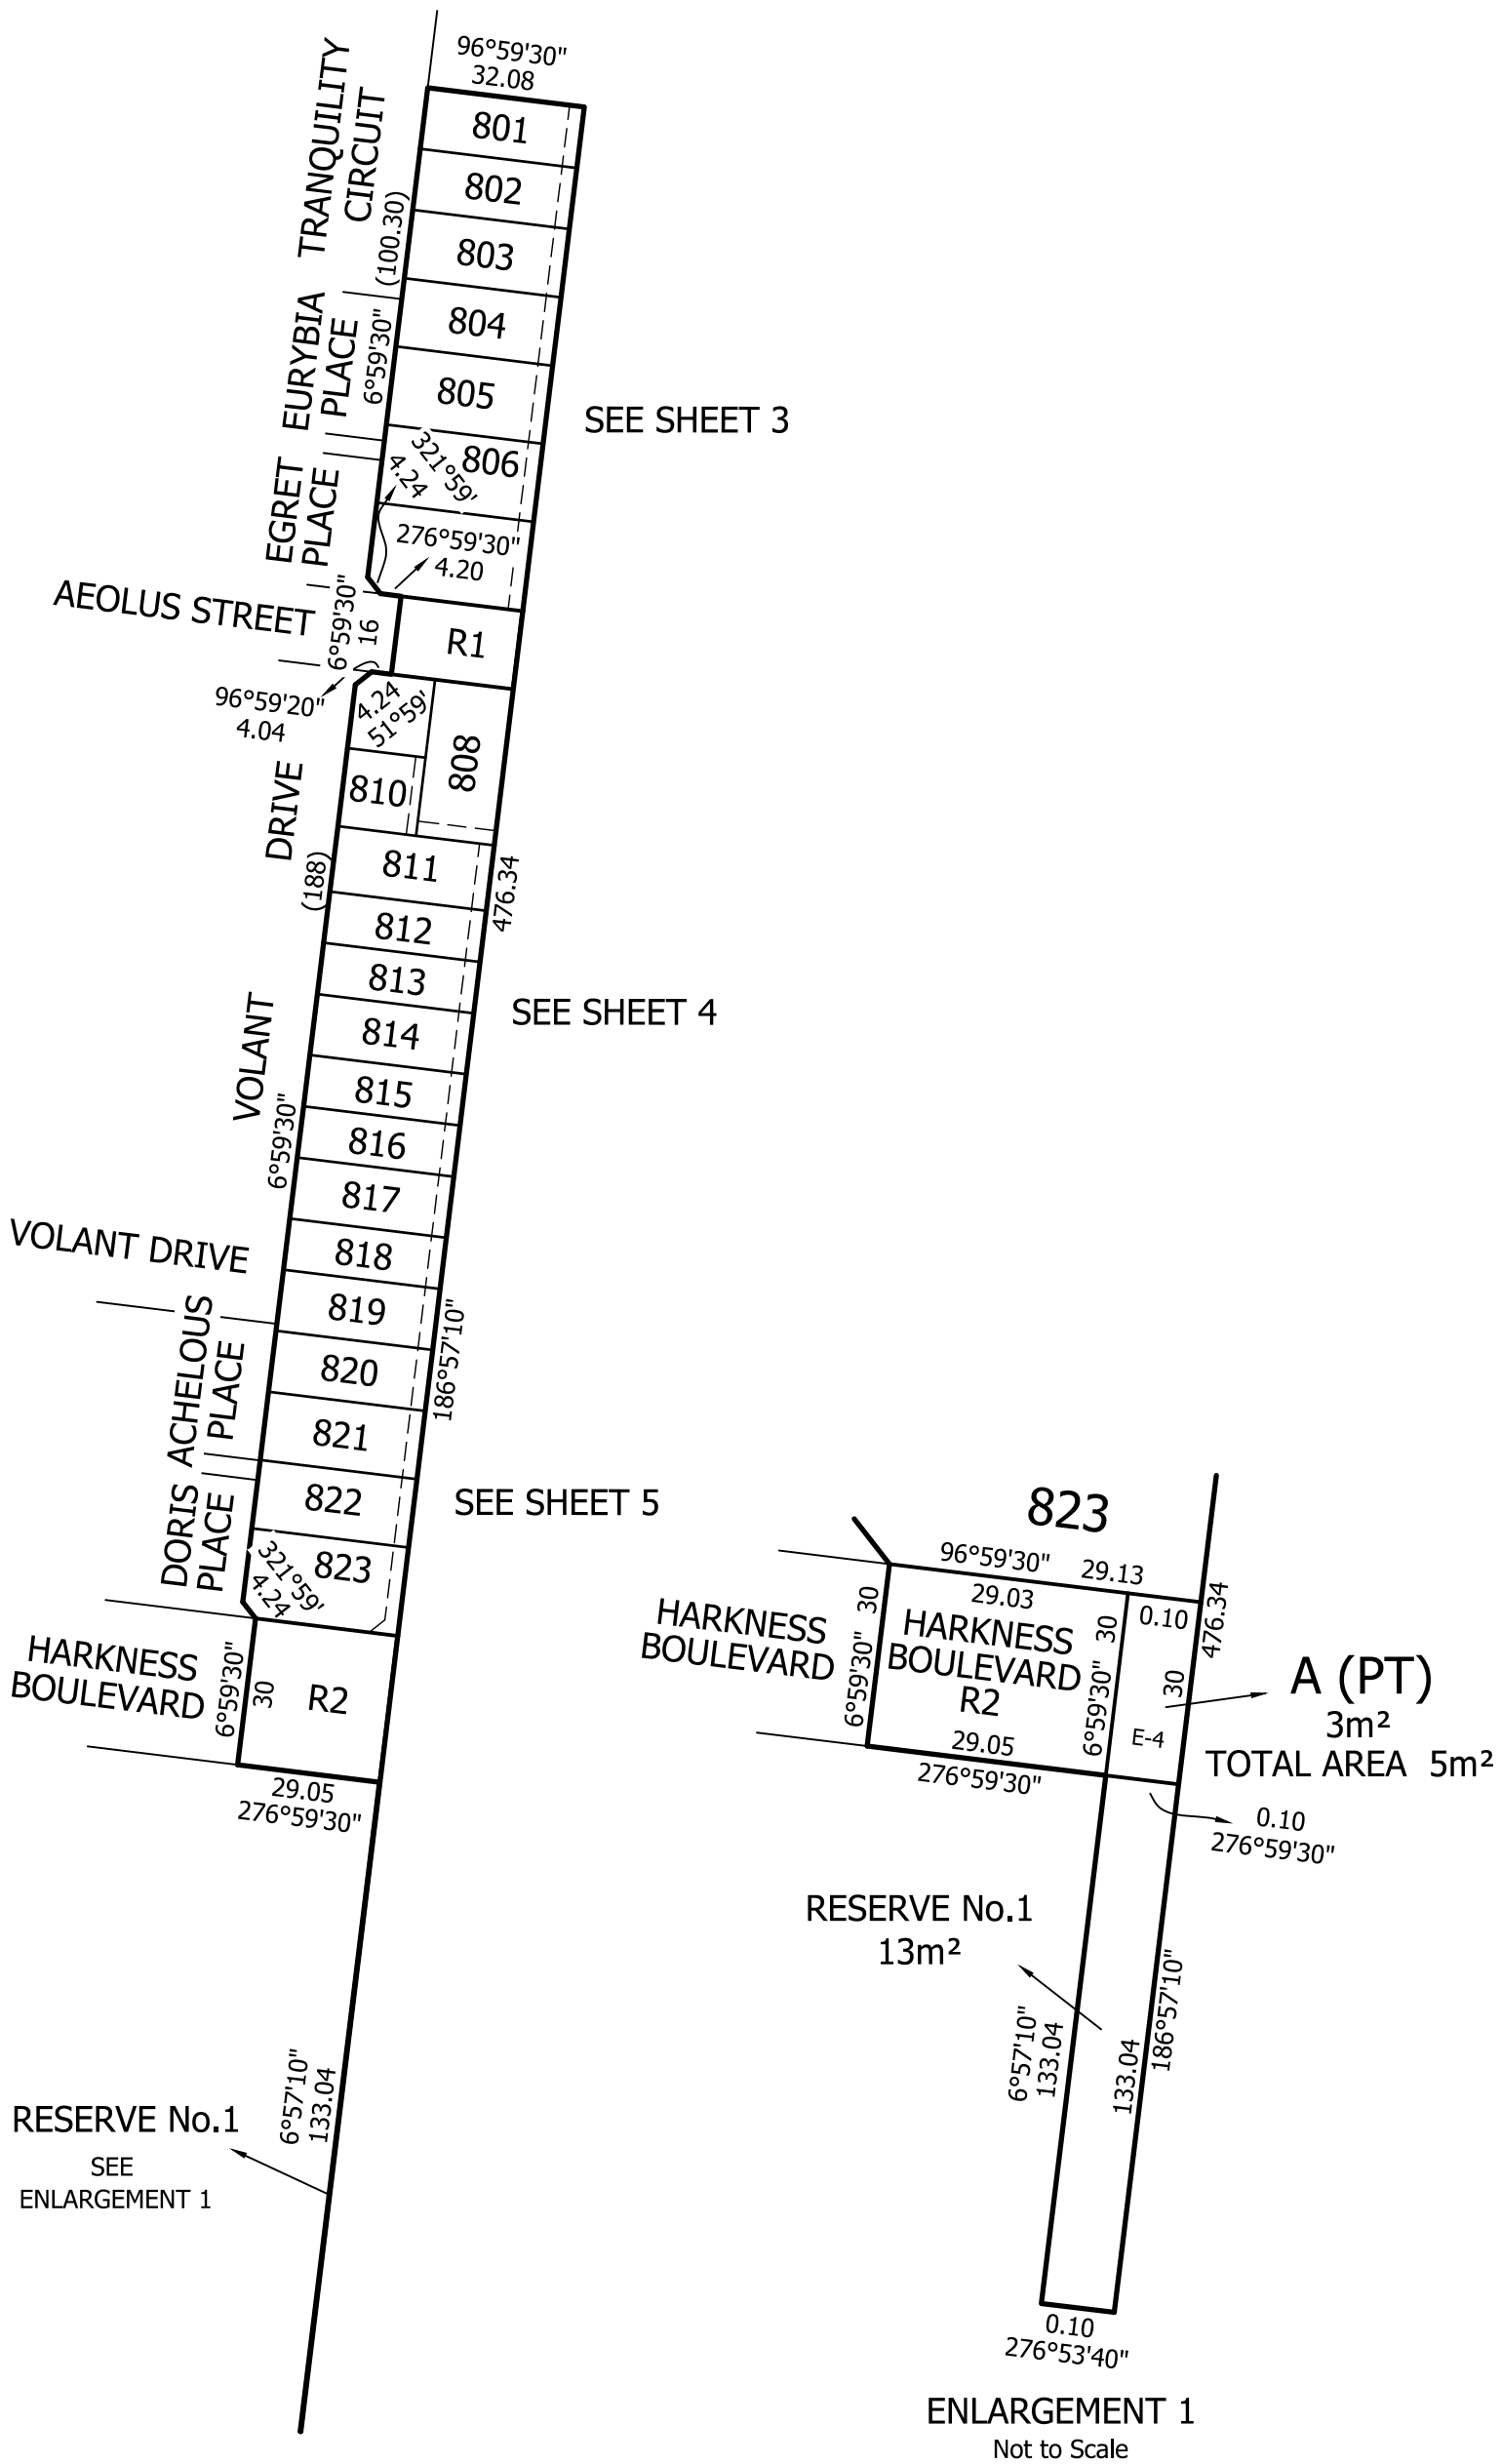 96°59'30"
32.08
TRANQUILITY
CIRCUIT
801
802
(100.30)
803
EURYBIA
PLACE
6°59'30"
804
805
SEE SHEET 3
EGRET
PLACE
321°59'
4.24
806
276°59'30"
4.20
AEOLUS STREET
6°59'30"
16
R1
96°59'20"
4.04
4.24
51°59'
808
DRIVE
810
(188)
811
476.34
812
813
SEE SHEET 4
VOLANT
814
815
6°59'30"
816
817
VOLANT DRIVE
818
819
186°57'10"
ACHELOUS
PLACE
820
821
DORIS
PLACE
822
SEE SHEET 5
321°59'
4.24
823
HARKNESS
BOULEVARD
6°59'30"
30
R2
29.05
276°59'30"
6°57'10"
133.04
RESERVE No.1
SEE
ENLARGEMENT 1
823
96°59'30"
29.13
29.03
0.10
476.34
HARKNESS
BOULEVARD
6°59'30"
30
HARKNESS
BOULEVARD
R2
6°59'30"
30
30
E-4
A (PT)
3m²
TOTAL AREA 5m²
29.05
276°59'30"
0.10
276°59'30"
RESERVE No.1
13m²
6°57'10"
133.04
133.04
186°57'10"
0.10
276°53'40"
ENLARGEMENT 1
Not to Scale